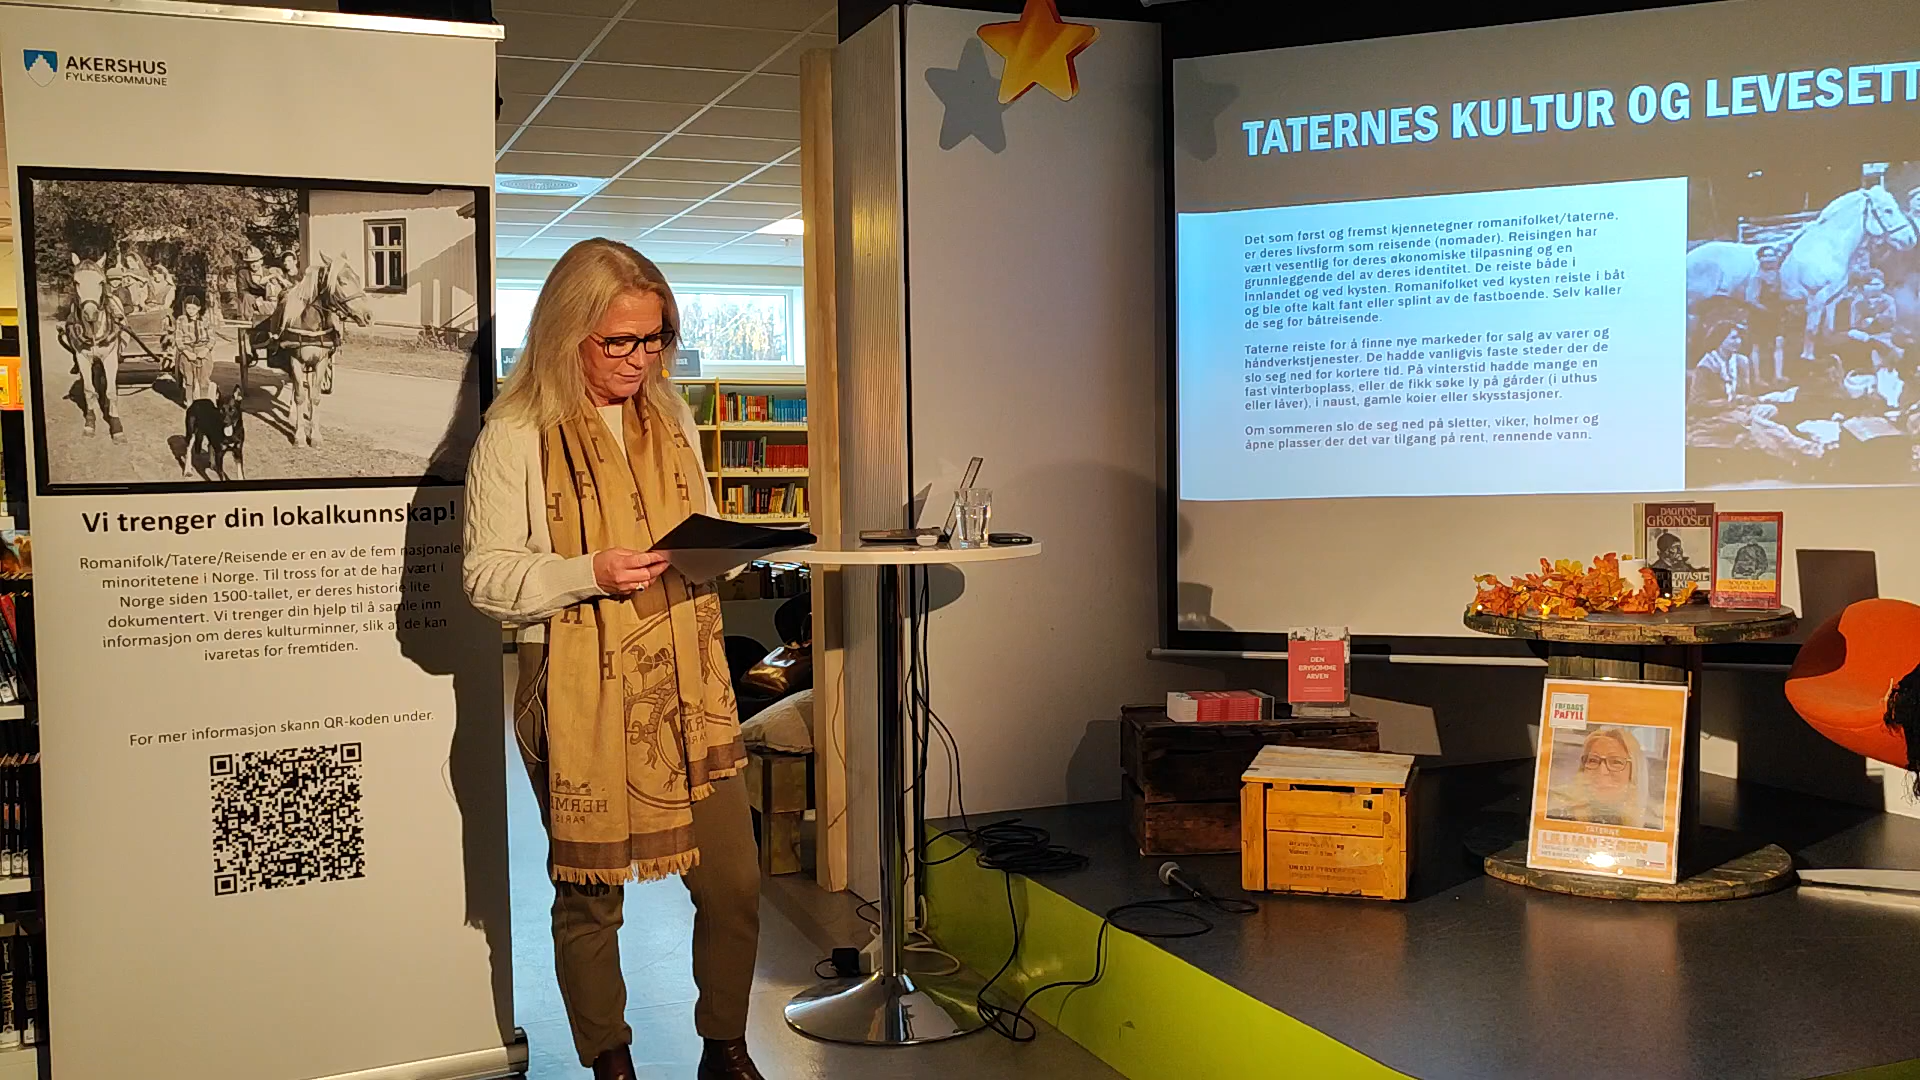 AKERSHUS
FYLKESKOMMUNE
Vi trenger din lokalkunnskap!
Romanifolk/Tatere/Reisende er en av de fem nasjonale
minoritetene i Norge. Til tross for at de har vært i
Norge siden 1500-tallet, er deres historie lite
dokumentert. Vi trenger din hjelp til å samle inn
informasjon om deres kulturminner, slik at de kan
ivaretas for fremtiden.
For mer informasjon skann QR-koden under.
TATERNES KULTUR OG LEVESETT
Det som først og fremst kjennetegner romanifolket/taterne,
er deres livsform som reisende (nomader). Reisingen har
vært vesentlig for deres økonomiske tilpasning og en
grunnleggende del av deres identitet. De reiste både i
innlandet og ved kysten. Romanifolket ved kysten reiste i båt
og ble ofte kalt fant eller splint av de fastboende. Selv kaller
de seg for båtreisende.
Taterne reiste for å finne nye markeder for salg av varer og
håndverkstjenester. De hadde vanligvis faste steder der de
slo seg ned for kortere tid. På vinterstid hadde mange en
fast vinterboplass, eller de fikk søke ly på gårder (i uthus
eller låver), i naust, gamle koier eller skysstasjoner.
Om sommeren slo de seg ned på sletter, viker, holmer og
åpne plasser der det var tilgang på rent, rennende vann.
DAGFINN
GRØNOSET
DEN
BRYSOMME
ARVEN
FREDAGS
PÅFYLL
TATERNE
LILLIAN
HERMES
PARIS